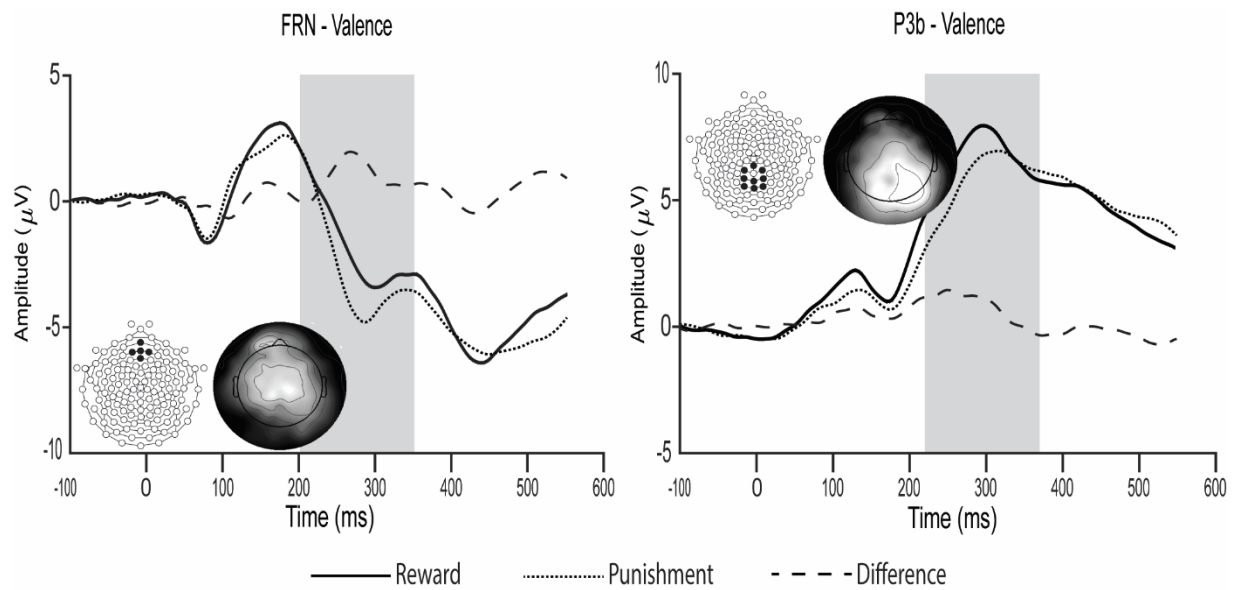 FRN - Valence
5
0
-5
-10
Amplitude (μV)
-100 0 100 200 300 400 500 600
Time (ms)
P3b - Valence
10
5
0
-5
Amplitude (μV)
-100 0 100 200 300 400 500 600
Time (ms)
Reward Punishment Difference